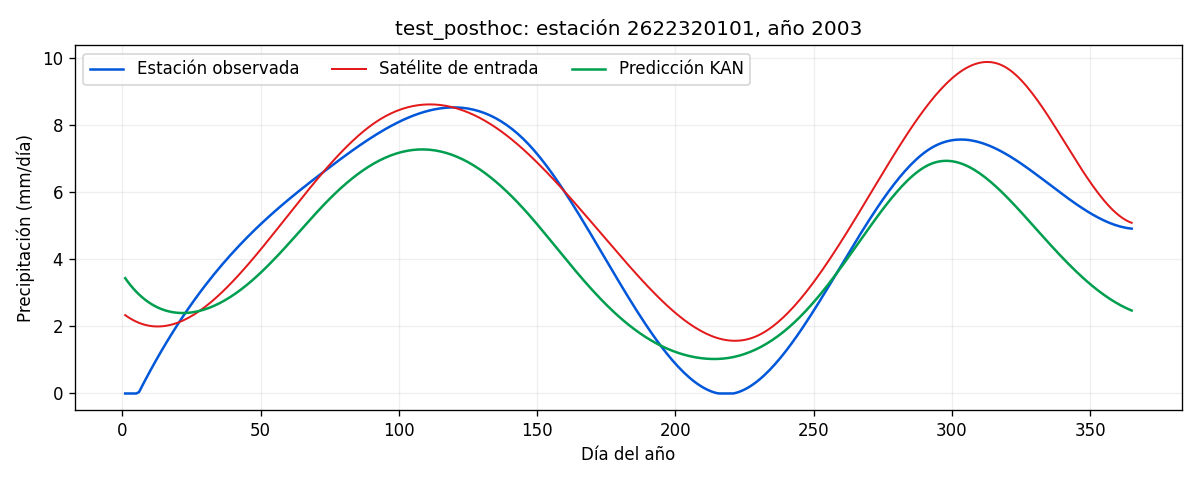 test_posthoc: estación 2622320101, año 2003
Estación observada Satélite de entrada Predicción KAN
Precipitación (mm/día)
10
8
6
4
2
0
0 50 100 150 200 250 300 350
Día del año